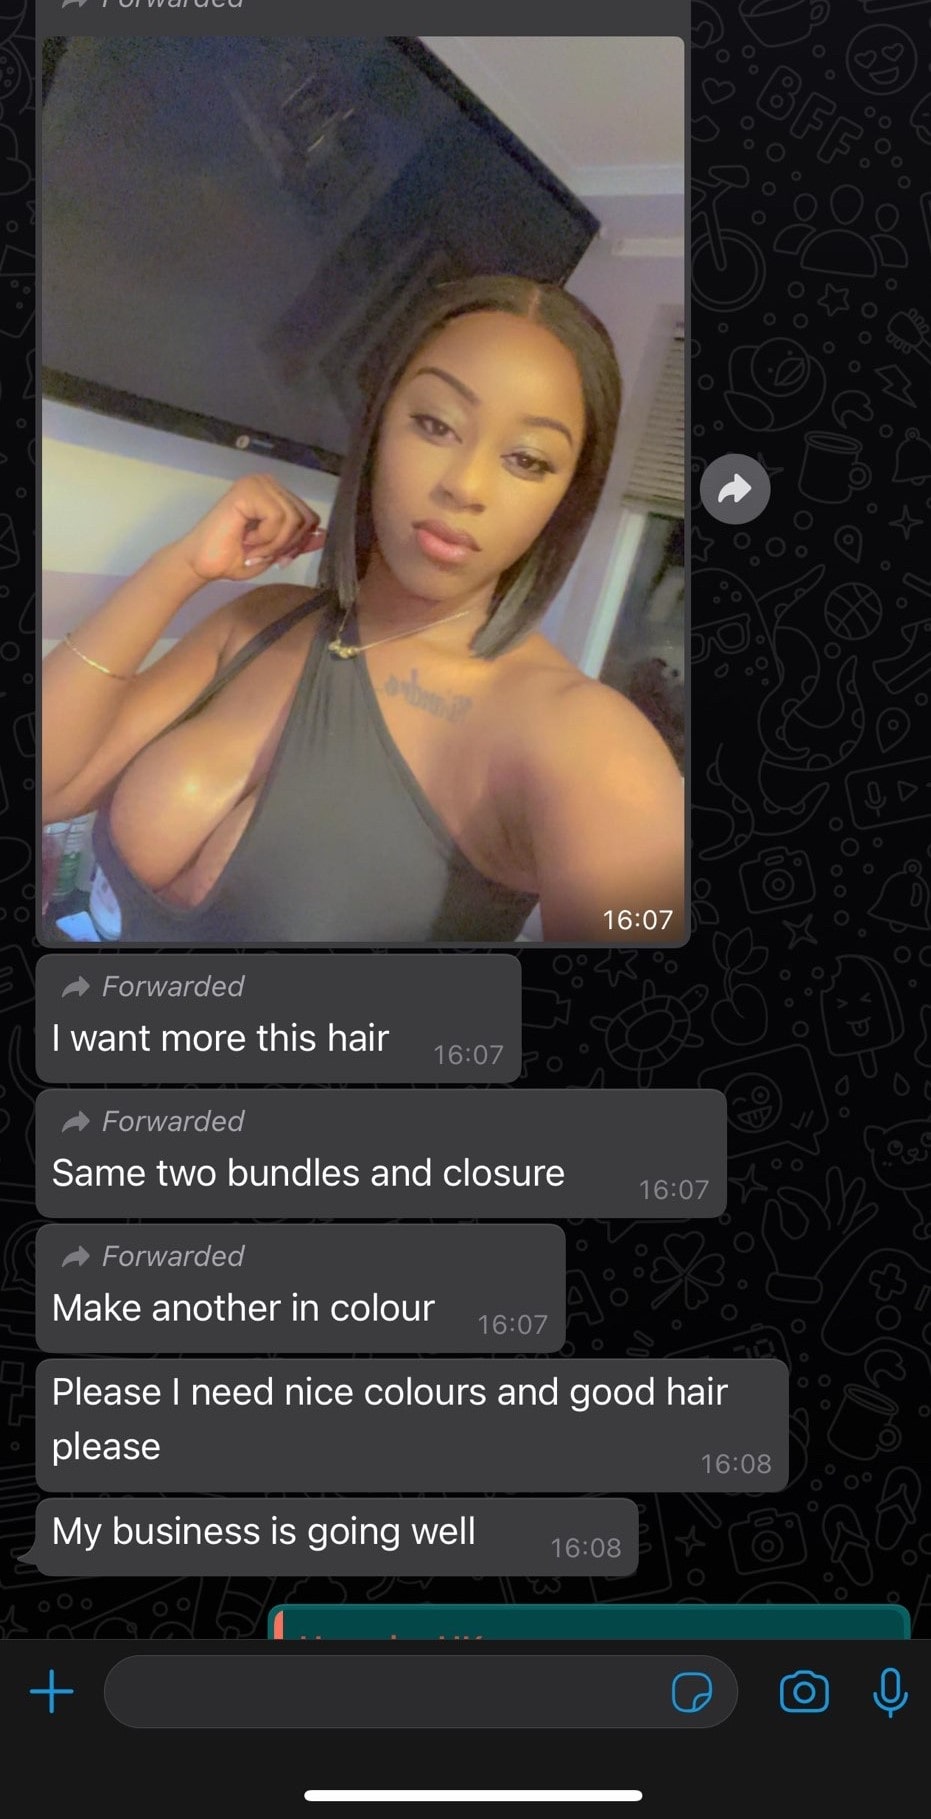 Forwarded
16:07
Forwarded
I want more this hair
16:07
Forwarded
Same two bundles and closure
16:07
Forwarded
Make another in colour
16:07
Please I need nice colours and good hair
please
16:08
My business is going well
16:08
BFF